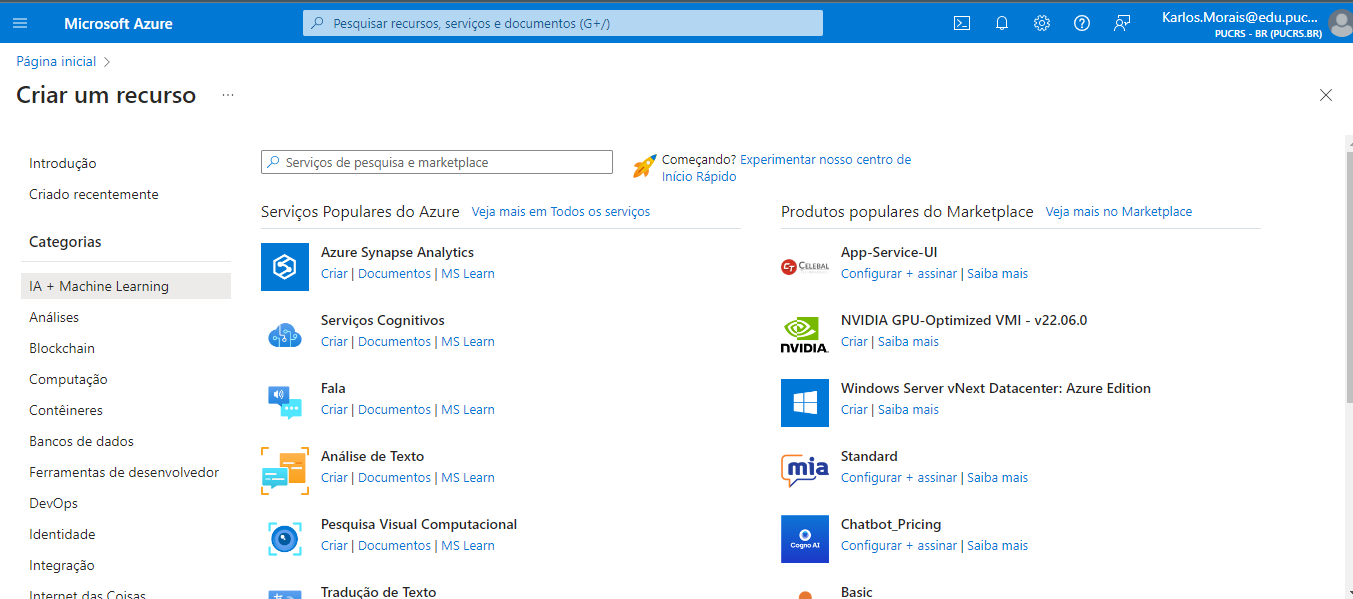 Microsoft Azure
Pesquisar recursos, serviços e documentos (G+/)
Karlos.Morais@edu.puc...
PUCRS - BR (PUCRS.BR)
Página inicial
Criar um recurso
...
Introdução
Criado recentemente
Categorias
IA + Machine Learning
Análises
Blockchain
Computação
Contêineres
Bancos de dados
Ferramentas de desenvolvedor
DevOps
Identidade
Integração
Internet das Coisas
Serviços de pesquisa e marketplace
Começando? Experimentar nosso centro de
Início Rápido
Serviços Populares do Azure Veja mais em Todos os serviços
Azure Synapse Analytics
Criar | Documentos | MS Learn
Serviços Cognitivos
Criar | Documentos | MS Learn
Fala
Criar | Documentos | MS Learn
Análise de Texto
Criar | Documentos | MS Learn
Pesquisa Visual Computacional
Criar | Documentos | MS Learn
Tradução de Texto
Produtos populares do Marketplace Veja mais no Marketplace
CT CELEBAL
App-Service-UI
Configurar + assinar | Saiba mais
NVIDIA
NVIDIA GPU-Optimized VMI - v22.06.0
Criar | Saiba mais
Windows Server vNext Datacenter: Azure Edition
Criar | Saiba mais
mia
Standard
Configurar + assinar | Saiba mais
Cogno AI
Chatbot_Pricing
Configurar + assinar | Saiba mais
Basic